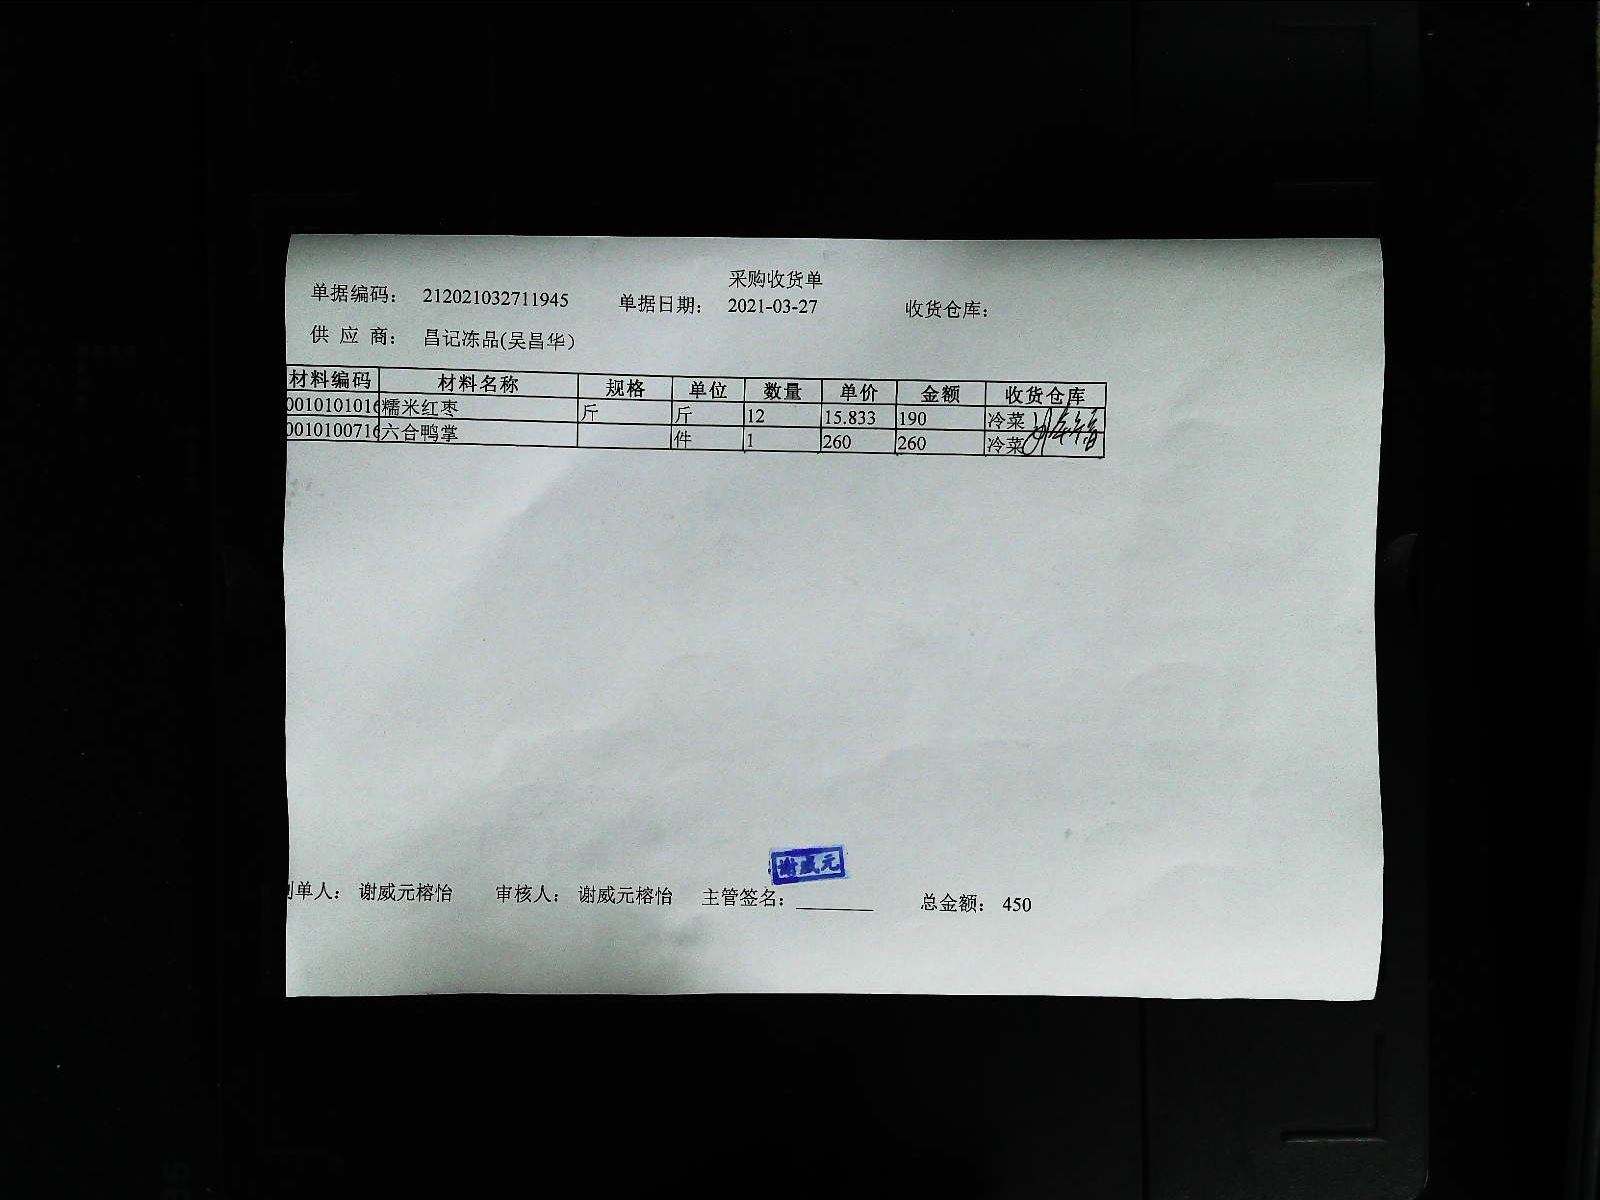 采购收货单
单据编码： 212021032711945 单据日期： 2021-03-27 收货仓库：
供 应 商： 昌记冻品(吴昌华）
材料编码 材料名称 规格 单位 数量 单价 金额 收货仓库
0010101016 糯米红枣 斤 斤 12 15.833 190 冷菜
0010100716 六合鸭掌 件 1 260 260 冷菜
谢威元
制单人： 谢威元榕怡 审核人： 谢威元榕怡 主管签名： 总金额： 450